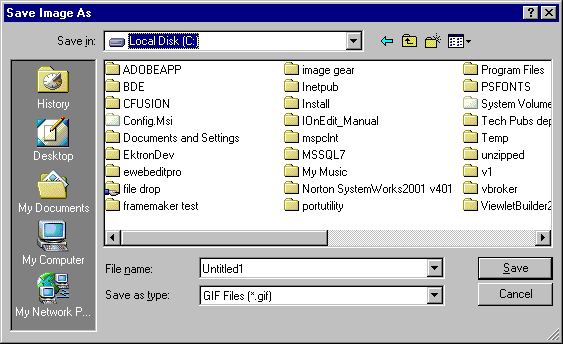 Save Image As
Save in: Local Disk (C:
History
Desktop
My Documents
My Computer
My Network P...
ADOBEAPP
BDE
CFUSION
Config.Msi
Documents and Settings
EktronDev
ewebeditpro
file drop
framemaker test
image gear
Inetpub
Install
IOnEdit_Manual
mspclnt
MSSQL7
My Music
Norton SystemWorks2001 v401
portutility
Program Files
PSFONTS
System Volume
Tech Pubs dep
Temp
unzipped
v1
vbroker
ViewletBuilder2
File name: Untitled1 Save
Save as type: GIF Files (*.gif) Cancel